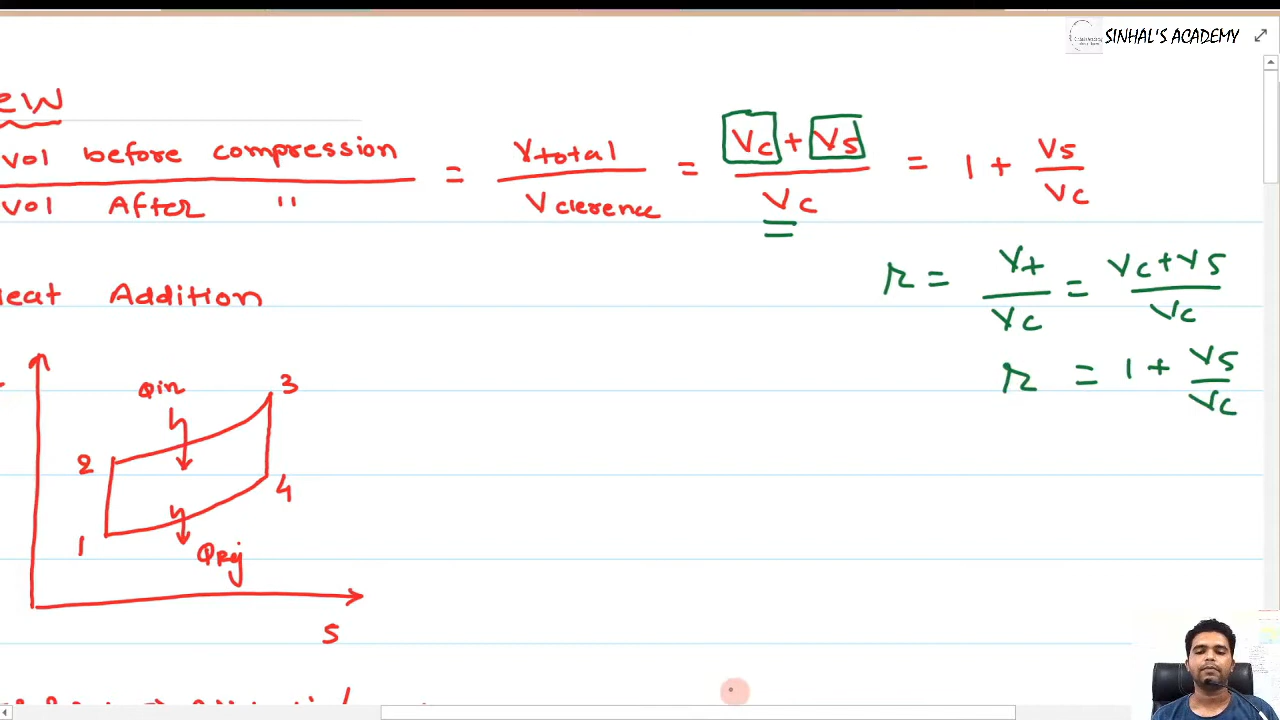 SINHAL'S ACADEMY
EW
vol before compression / vol After " = Vtotal / Vclerence = Vc + Vs / Vc = 1 + Vs / Vc
r = Vt / Vc = Vc + Vs / Vc
r = 1 + Vs / Vc
eat Addition
Qin
3
2
4
1
Qrej
S